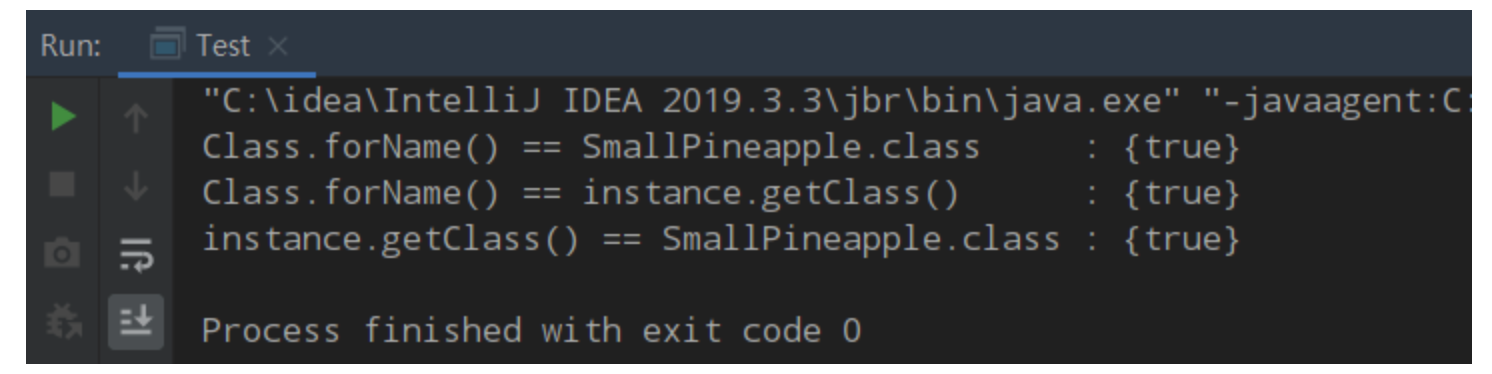 Run: Test
"C:\idea\IntelliJ IDEA 2019.3.3\jbr\bin\java.exe" "-javaagent:C:
Class.forName() == SmallPineapple.class     : {true}
Class.forName() == instance.getClass()      : {true}
instance.getClass() == SmallPineapple.class : {true}
Process finished with exit code 0